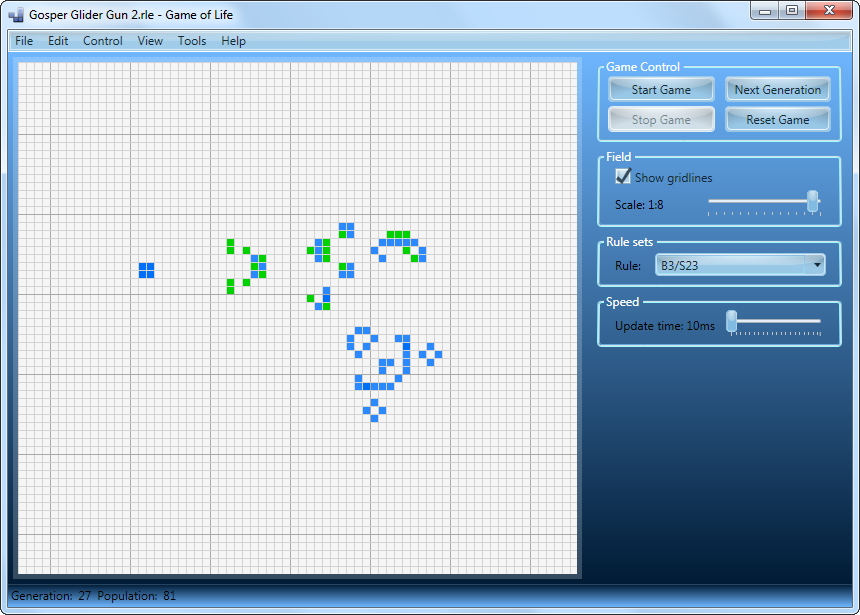 Gosper Glider Gun 2.rle - Game of Life
File Edit Control View Tools Help
Game Control
Start Game Next Generation
Stop Game Reset Game
Field
Show gridlines
Scale: 1:8
Rule sets
Rule: B3/S23
Speed
Update time: 10ms
Generation: 27 Population: 81